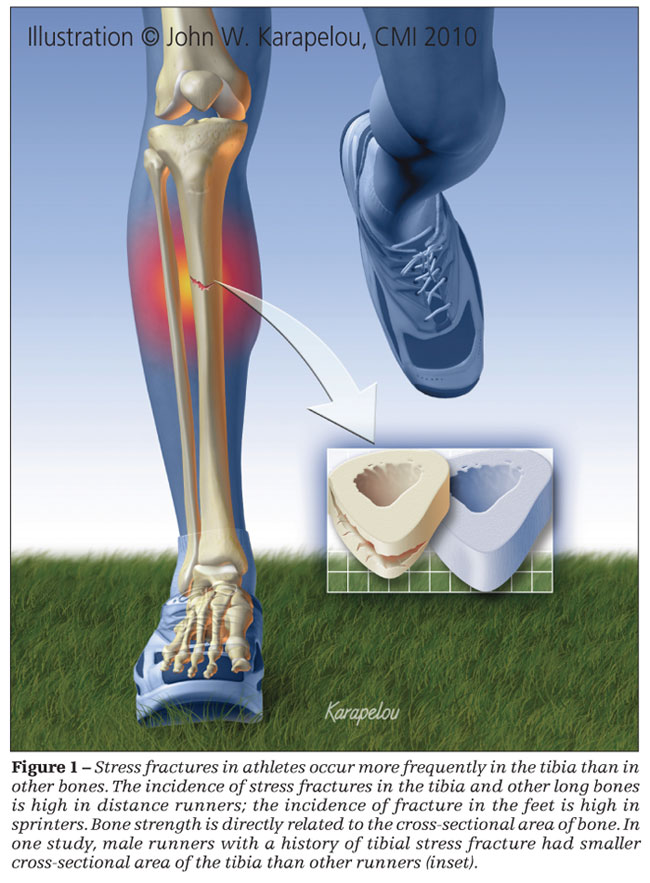 Illustration © John W. Karapelou, CMI 2010
Karapelou
Figure 1 – Stress fractures in athletes occur more frequently in the tibia than in
other bones. The incidence of stress fractures in the tibia and other long bones
is high in distance runners; the incidence of fracture in the feet is high in
sprinters. Bone strength is directly related to the cross-sectional area of bone. In
one study, male runners with a history of tibial stress fracture had smaller
cross-sectional area of the tibia than other runners (inset).